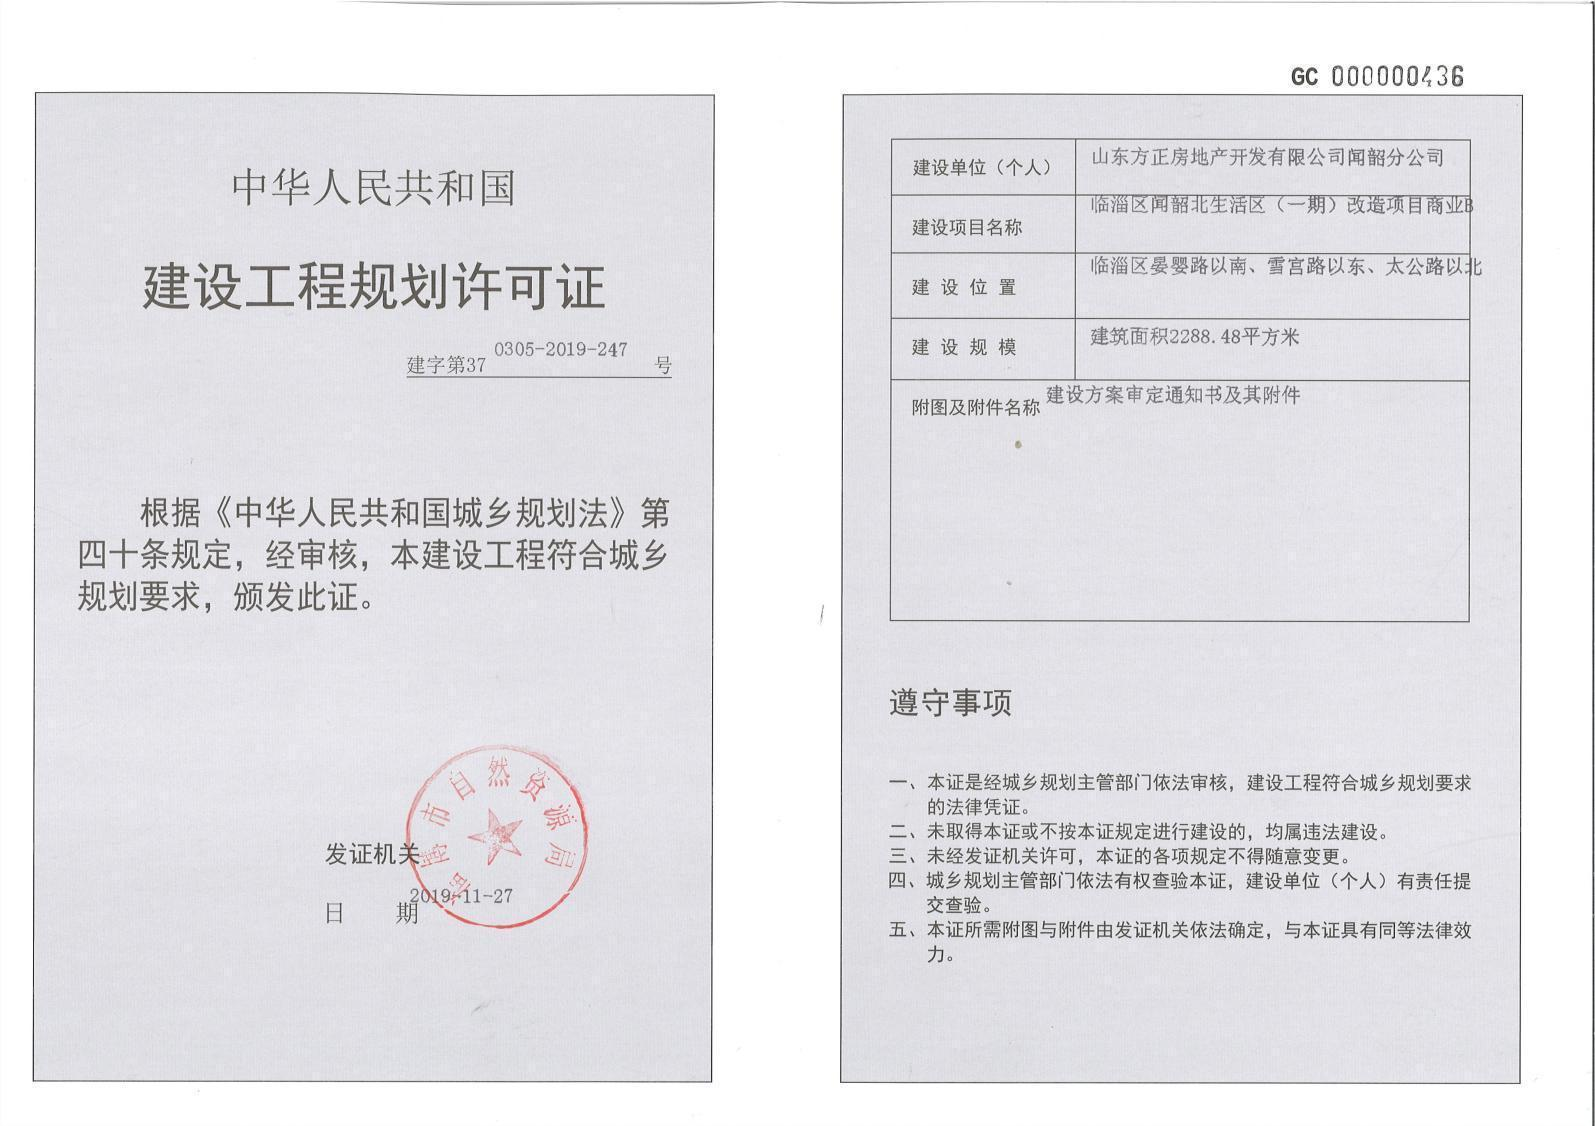 中华人民共和国
建设工程规划许可证
建字第37 0305-2019-247 号
根据《中华人民共和国城乡规划法》第
四十条规定，经审核，本建设工程符合城乡
规划要求，颁发此证。
市自然资源局
发证机关
日 期 2019-11-27
GC 000000436
建设单位（个人） 山东方正房地产开发有限公司闻韶分公司
建设项目名称 临淄区闻韶北生活区（一期）改造项目商业B
建设位置 临淄区晏婴路以南、雪宫路以东、太公路以北
建设规模 建筑面积2288.48平方米
附图及附件名称 建设方案审定通知书及其附件
遵守事项
一、本证是经城乡规划主管部门依法审核，建设工程符合城乡规划要求
的法律凭证。
二、未取得本证或不按本证规定进行建设的，均属违法建设。
三、未经发证机关许可，本证的各项规定不得随意变更。
四、城乡规划主管部门依法有权查验本证，建设单位（个人）有责任提
交查验。
五、本证所需附图与附件由发证机关依法确定，与本证具有同等法律效
力。